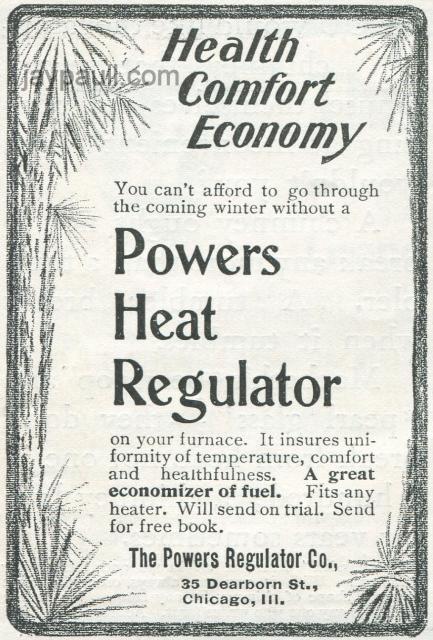 Health
jaypaull.com
Comfort
Economy
You can't afford to go through
the coming winter without a
Powers
Heat
Regulator
on your furnace. It insures uni-
formity of temperature, comfort
and healthfulness. A great
economizer of fuel. Fits any
heater. Will send on trial. Send
for free book.
The Powers Regulator Co.,
35 Dearborn St.,
Chicago, Ill.